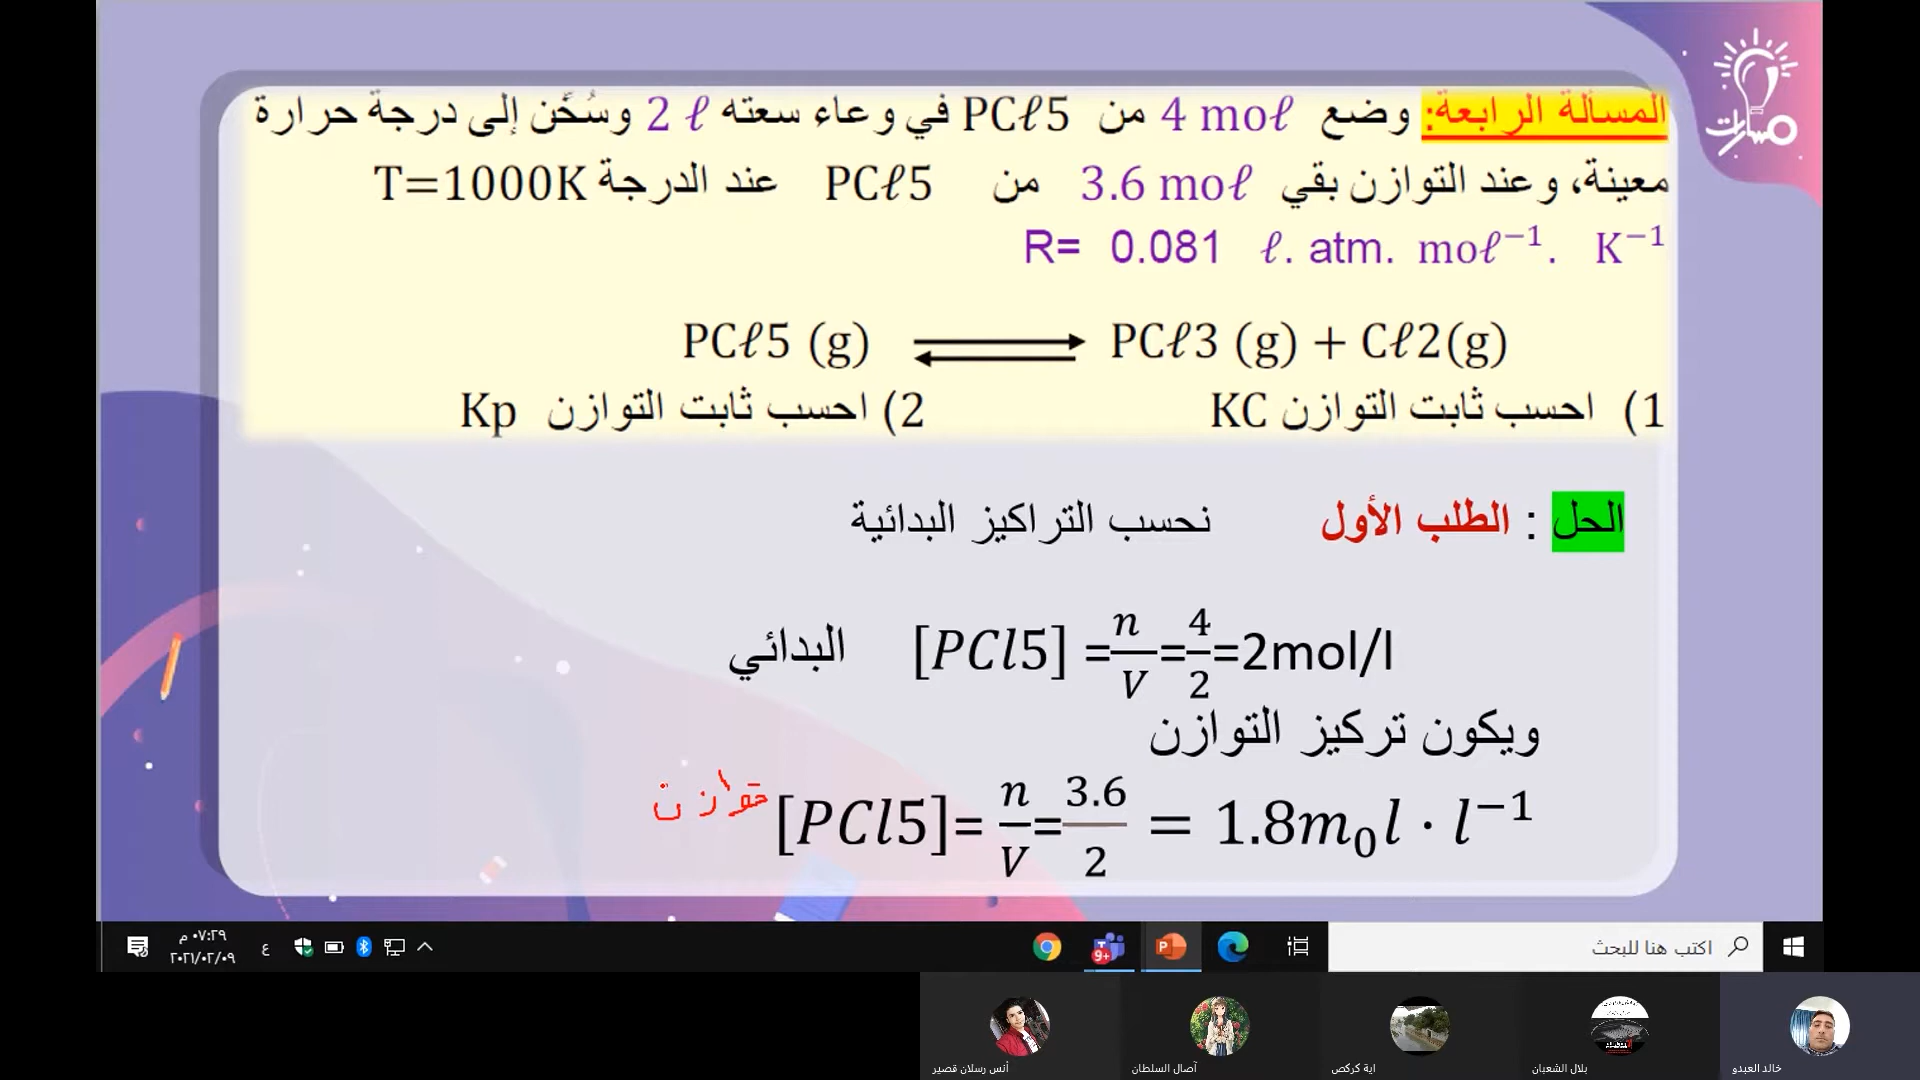 مسارات
المسألة الرابعة: وضع 4 moℓ من PCℓ5 في وعاء سعته 2 ℓ وسُخّن إلى درجة حرارة
معينة، وعند التوازن بقي 3.6 moℓ من PCℓ5 عند الدرجة T=1000K
R= 0.081 ℓ. atm. moℓ⁻¹. K⁻¹
PCℓ5 (g) ⇌ PCℓ3 (g) + Cℓ2(g)
1) احسب ثابت التوازن KC 2) احسب ثابت التوازن Kp
الحل : الطلب الأول نحسب التراكيز البدائية
[PCl5] =n/V=4/2=2mol/l البدائي
ويكون تركيز التوازن
توازن [PCl5]= n/V=3.6/2 = 1.8m₀l · l⁻¹
اكتب هنا للبحث
ع
9+
٠٧:٢٩ م
٢٠٢١/٠٢/٠٩
خالد العبدو
بلال الشعبان
اية كركص
آصال السلطان
أنس رسلان قصير